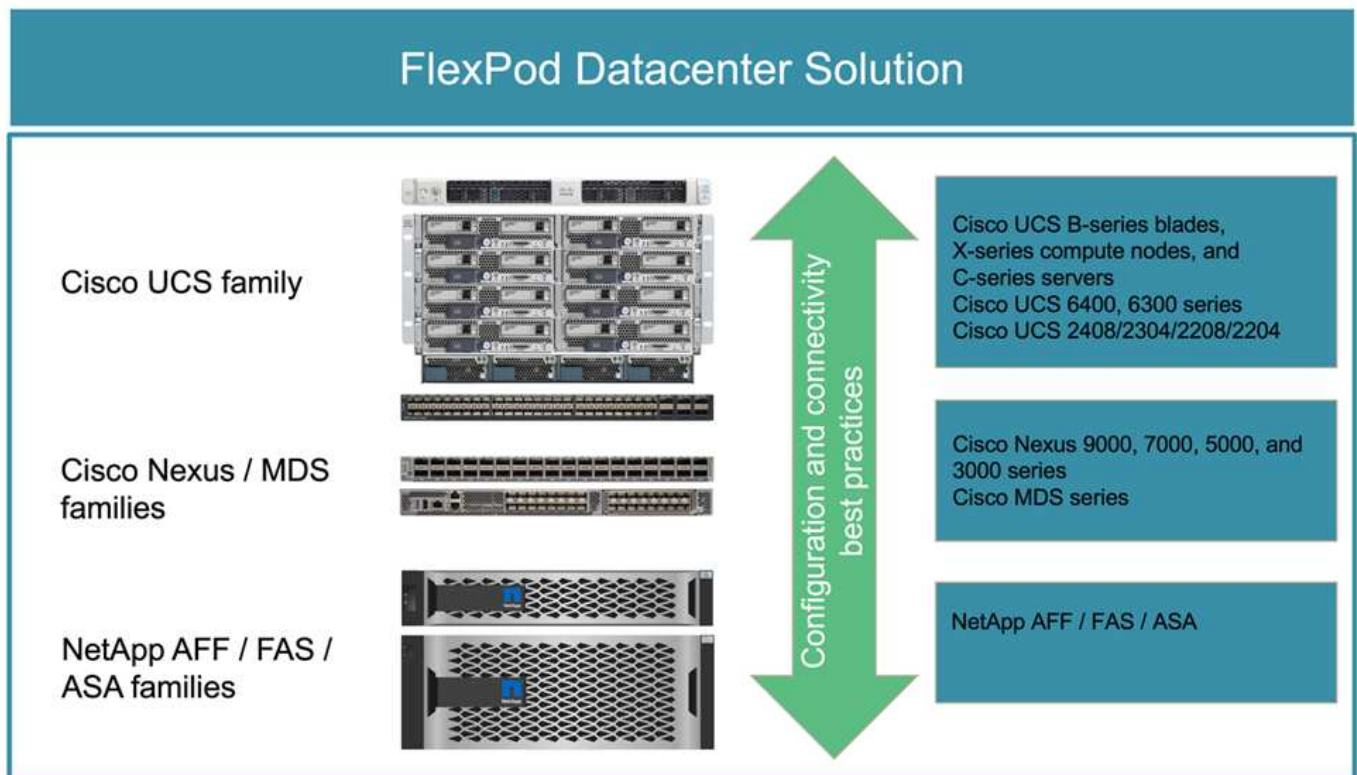 FlexPod Datacenter Solution
Cisco UCS family
Cisco UCS B-series blades,
X-series compute nodes, and
C-series servers
Cisco UCS 6400, 6300 series
Cisco UCS 2408/2304/2208/2204
Configuration and connectivity
best practices
Cisco Nexus / MDS
families
Cisco Nexus 9000, 7000, 5000, and
3000 series
Cisco MDS series
NetApp AFF / FAS /
ASA families
NetApp
NetApp
NetApp AFF / FAS / ASA